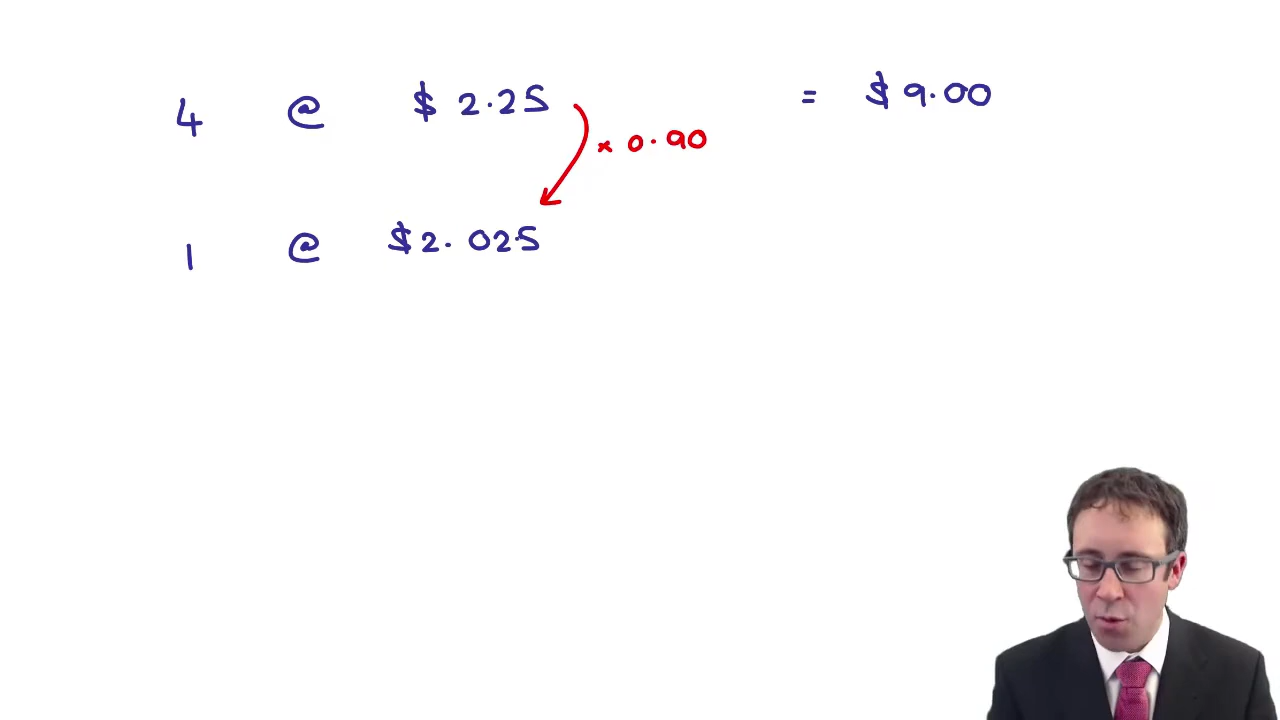 4 @ $ 2.25 = $ 9.00
× 0.90
1 @ $2.025